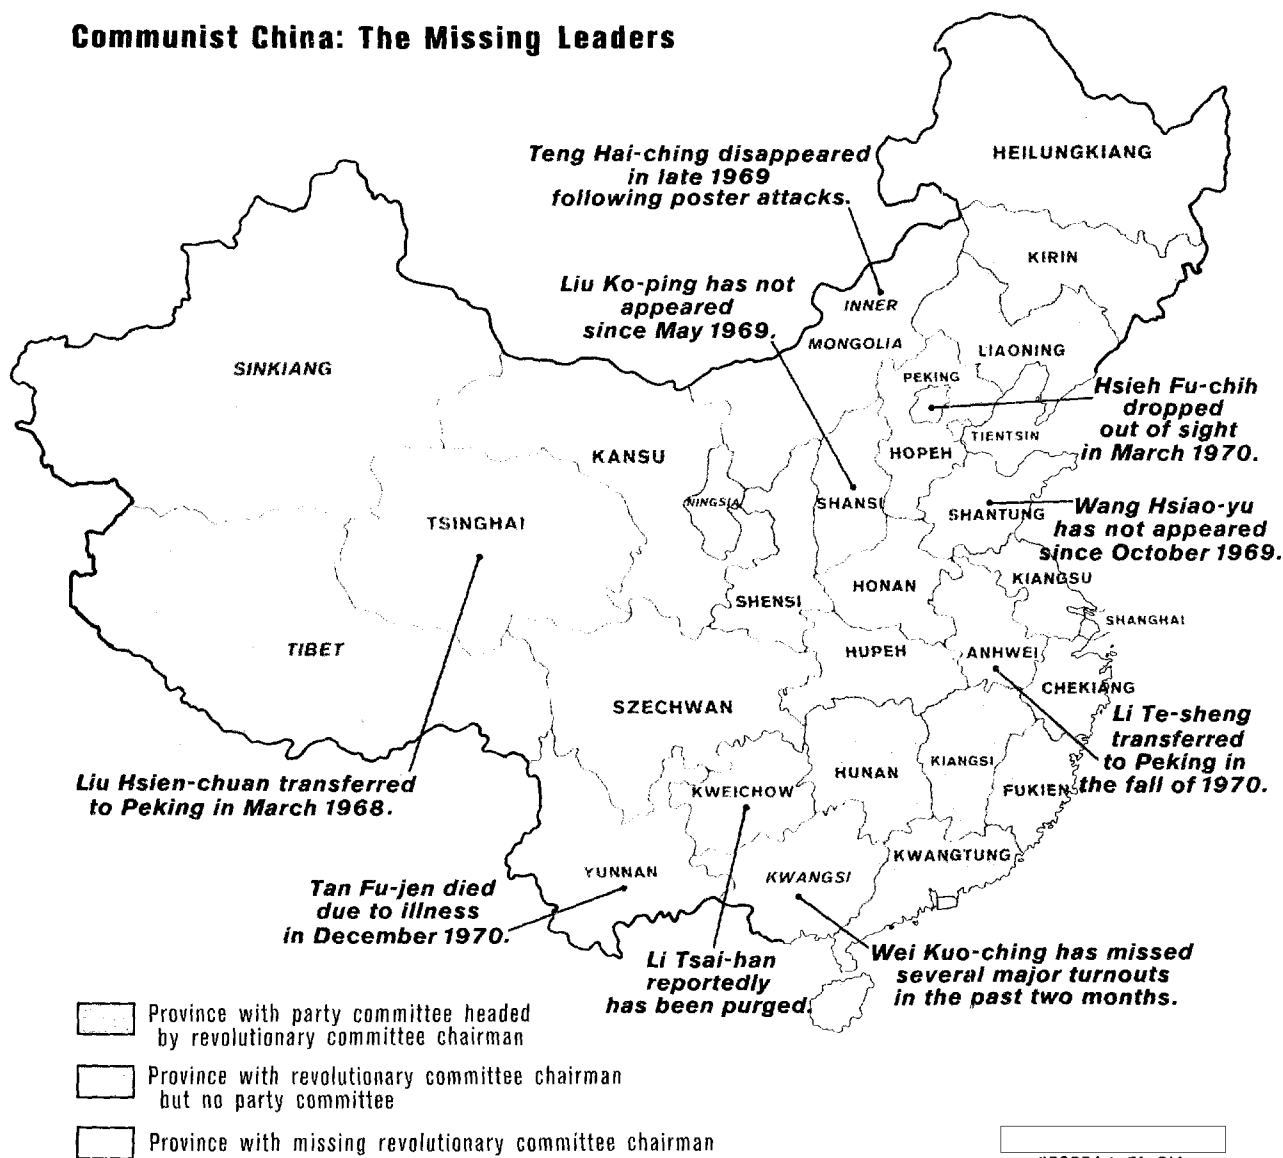 Communist China: The Missing Leaders
Teng Hai-ching disappeared
in late 1969
following poster attacks.
HEILUNGKIANG
KIRIN
Liu Ko-ping has not
appeared
since May 1969.
INNER
MONGOLIA
LIAONING
SINKIANG
PEKING
Hsieh Fu-chih
dropped
out of sight
in March 1970.
TIENTSIN
HOPEH
KANSU
NINGSIA
SHANSI
SHANTUNG
Wang Hsiao-yu
has not appeared
since October 1969.
TSINGHAI
KIANGSU
HONAN
SHENSI
SHANGHAI
TIBET
HUPEH
ANHWEI
CHEKIANG
SZECHWAN
Li Te-sheng
transferred
to Peking in
the fall of 1970.
KIANGSI
HUNAN
FUKIEN
KWEICHOW
Liu Hsien-chuan transferred
to Peking in March 1968.
KWANGTUNG
YUNNAN
KWANGSI
Tan Fu-jen died
due to illness
in December 1970.
Li Tsai-han
reportedly
has been purged.
Wei Kuo-ching has missed
several major turnouts
in the past two months.
Province with party committee headed
by revolutionary committee chairman
Province with revolutionary committee chairman
but no party committee
Province with missing revolutionary committee chairman